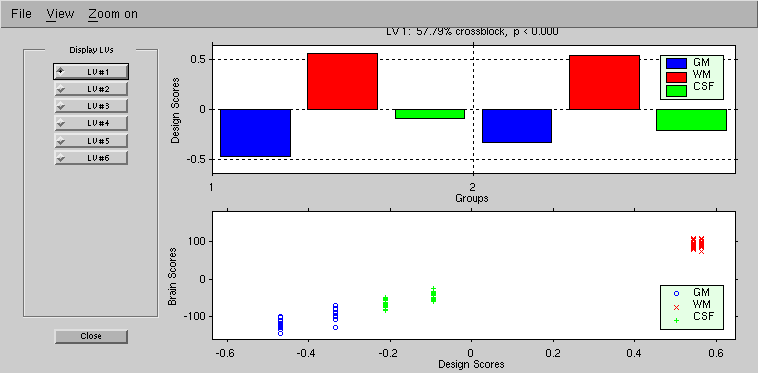 File View Zoom on
LV 1: 57.79% crossblock, p < 0.000
Display LVs
LV#1
LV#2
LV#3
LV#4
LV#5
LV#6
Close
Design Scores
0.5
0
-0.5
GM
WM
CSF
1 2
Groups
Brain Scores
100
0
-100
GM
WM
CSF
-0.6 -0.4 -0.2 0 0.2 0.4 0.6
Design Scores